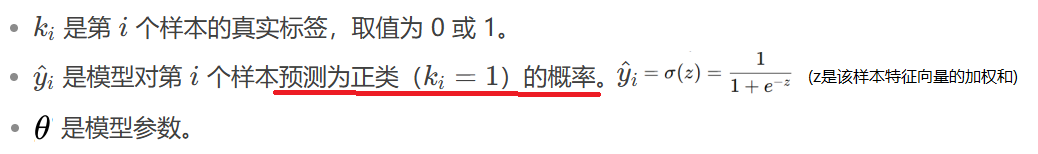 • kᵢ 是第 i 个样本的真实标签，取值为 0 或 1。
• ŷᵢ 是模型对第 i 个样本预测为正类（kᵢ = 1）的概率。ŷᵢ = σ(z) = 1 / (1 + e⁻ᶻ) (z是该样本特征向量的加权和)
• θ 是模型参数。